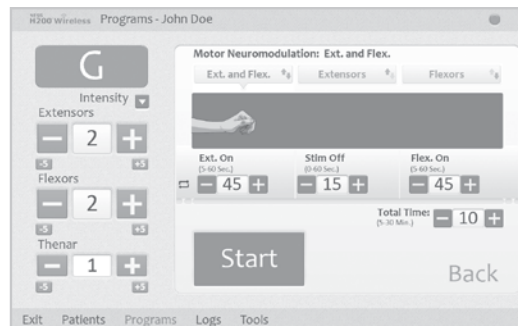 NESS
H200 Wireless Programs - John Doe
G
Intensity
Extensors
2
-5 +5
Flexors
2
-5 +5
Thenar
1
-5 +5
Motor Neuromodulation: Ext. and Flex.
Ext. and Flex. Extensors Flexors
Ext. On Stim Off Flex. On
(5-60 Sec.) (0-60 Sec.) (5-60 Sec.)
45 15 45
Total Time: 10
(5-30 Min.)
Start
Back
Exit Patients Programs Logs Tools